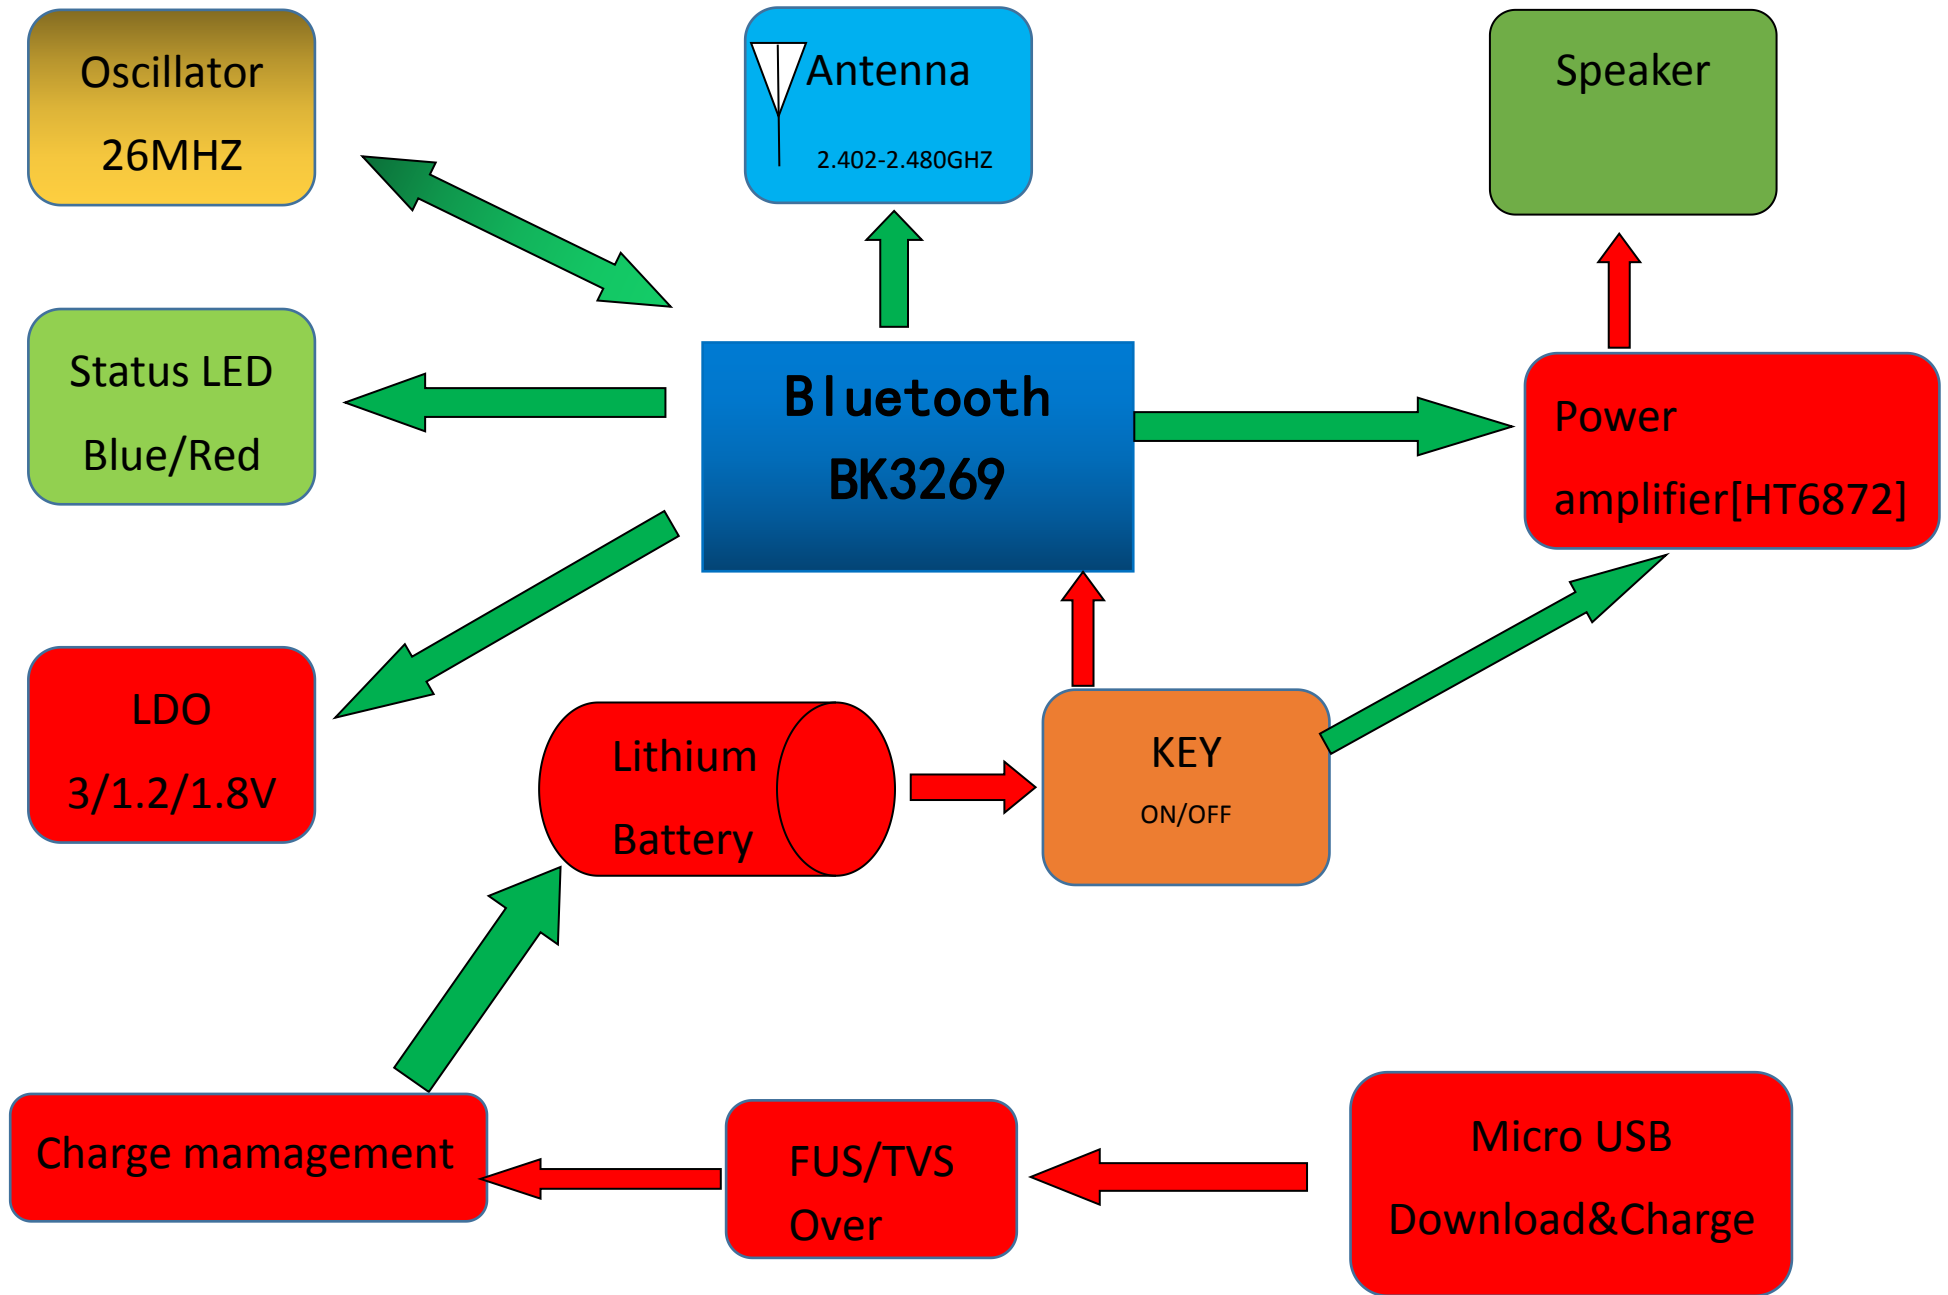 Oscillator
26MHZ
Antenna
2.402-2.480GHZ
Speaker
Status LED
Blue/Red
Bluetooth
BK3269
Power
amplifier[HT6872]
LDO
3/1.2/1.8V
Lithium
Battery
KEY
ON/OFF
Charge mamagement
FUS/TVS
Over
Micro USB
Download&Charge